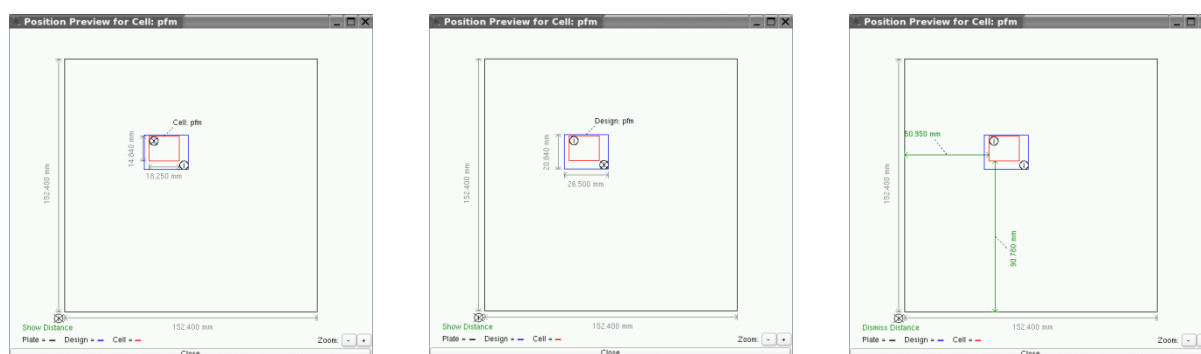 Position Preview for Cell: pfm
Cell: pfm
14.840 mm
18.250 mm
152.400 mm
152.400 mm
Show Distance
Plate = Design = Cell =
Zoom: - +
Close
Position Preview for Cell: pfm
Design: pfm
20.840 mm
26.500 mm
152.400 mm
152.400 mm
Show Distance
Plate = Design = Cell =
Zoom: - +
Close
Position Preview for Cell: pfm
50.950 mm
152.400 mm
90.760 mm
152.400 mm
Dismiss Distance
Plate = Design = Cell =
Zoom: -
Close